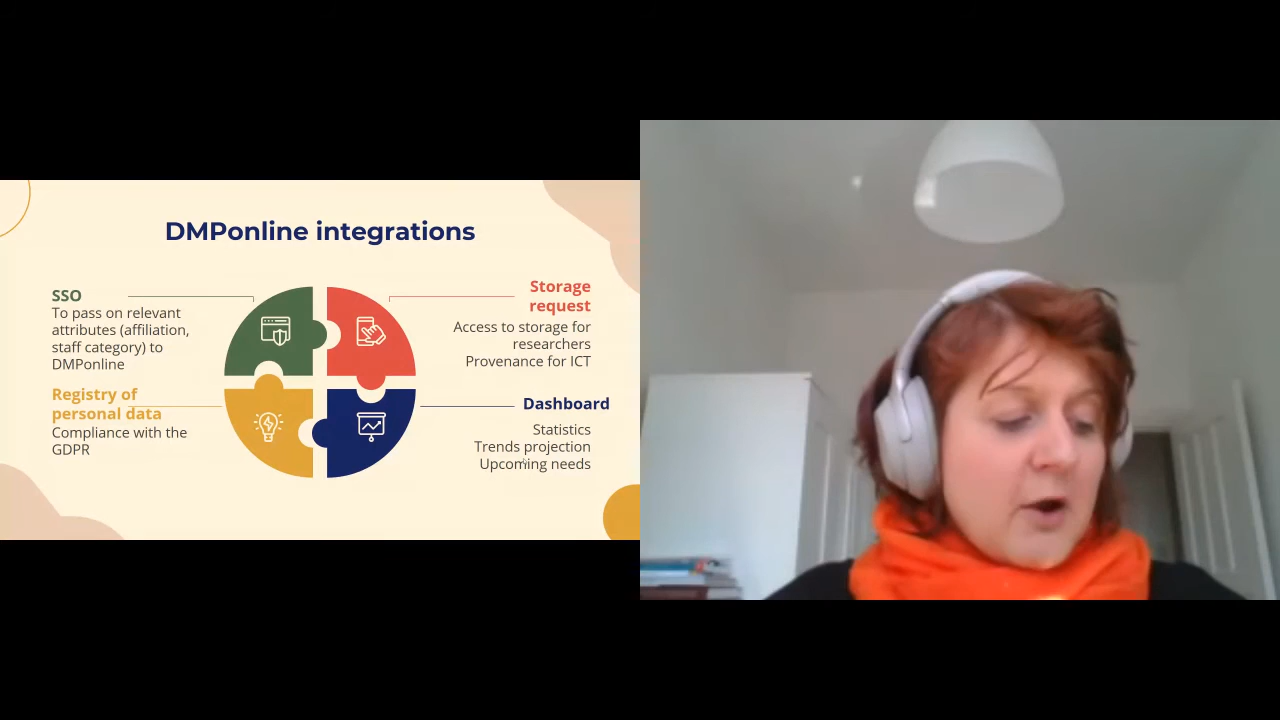 DMPonline integrations
SSO
To pass on relevant
attributes (affiliation,
staff category) to
DMPonline
Storage
request
Access to storage for
researchers
Provenance for ICT
Registry of
personal data
Compliance with the
GDPR
Dashboard
Statistics
Trends projection
Upcoming needs